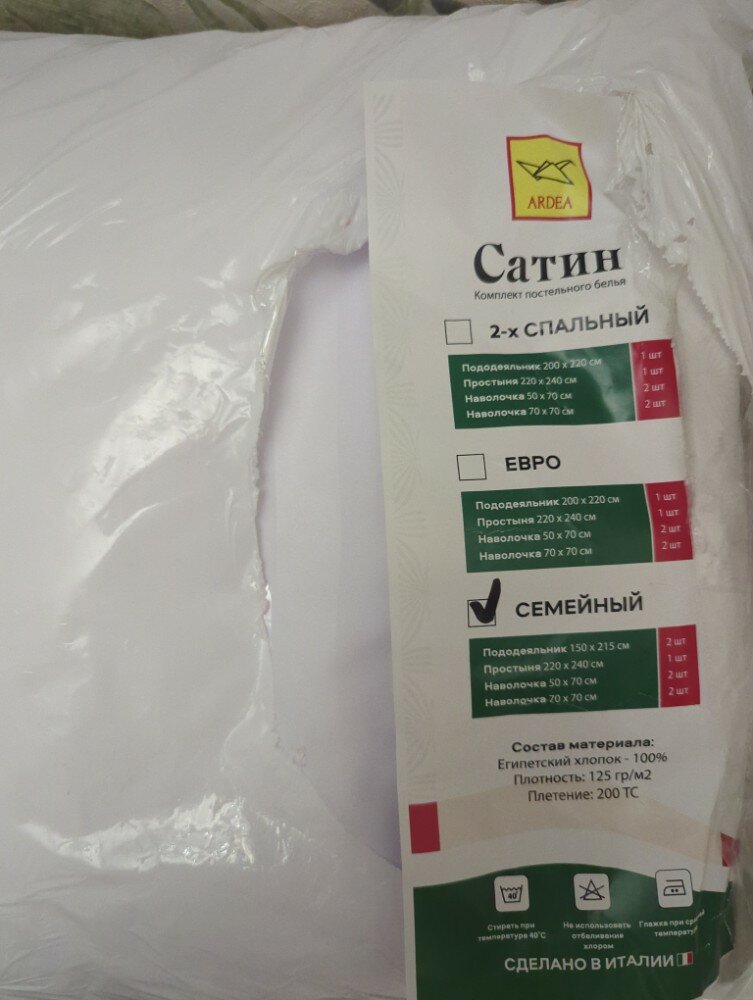 ARDEA
Сатин
Комплект постельного белья
2-х СПАЛЬНЫЙ
Пододеяльник 200 x 220 см 1 шт
Простыня 220 x 240 см 1 шт
Наволочка 50 x 70 см 2 шт
Наволочка 70 x 70 см 2 шт
ЕВРО
Пододеяльник 200 x 220 см 1 шт
Простыня 220 x 240 см 1 шт
Наволочка 50 x 70 см 2 шт
Наволочка 70 x 70 см 2 шт
СЕМЕЙНЫЙ
Пододеяльник 150 x 215 см 2 шт
Простыня 220 x 240 см 1 шт
Наволочка 50 x 70 см 2 шт
Наволочка 70 x 70 см 2 шт
Состав материала:
Египетский хлопок - 100%
Плотность: 125 гр/м2
Плетение: 200 ТС
40
Стирать при
температуре 40°C
Не использовать
отбеливание
хлором
Глажка при
СДЕЛАНО В ИТАЛИИ